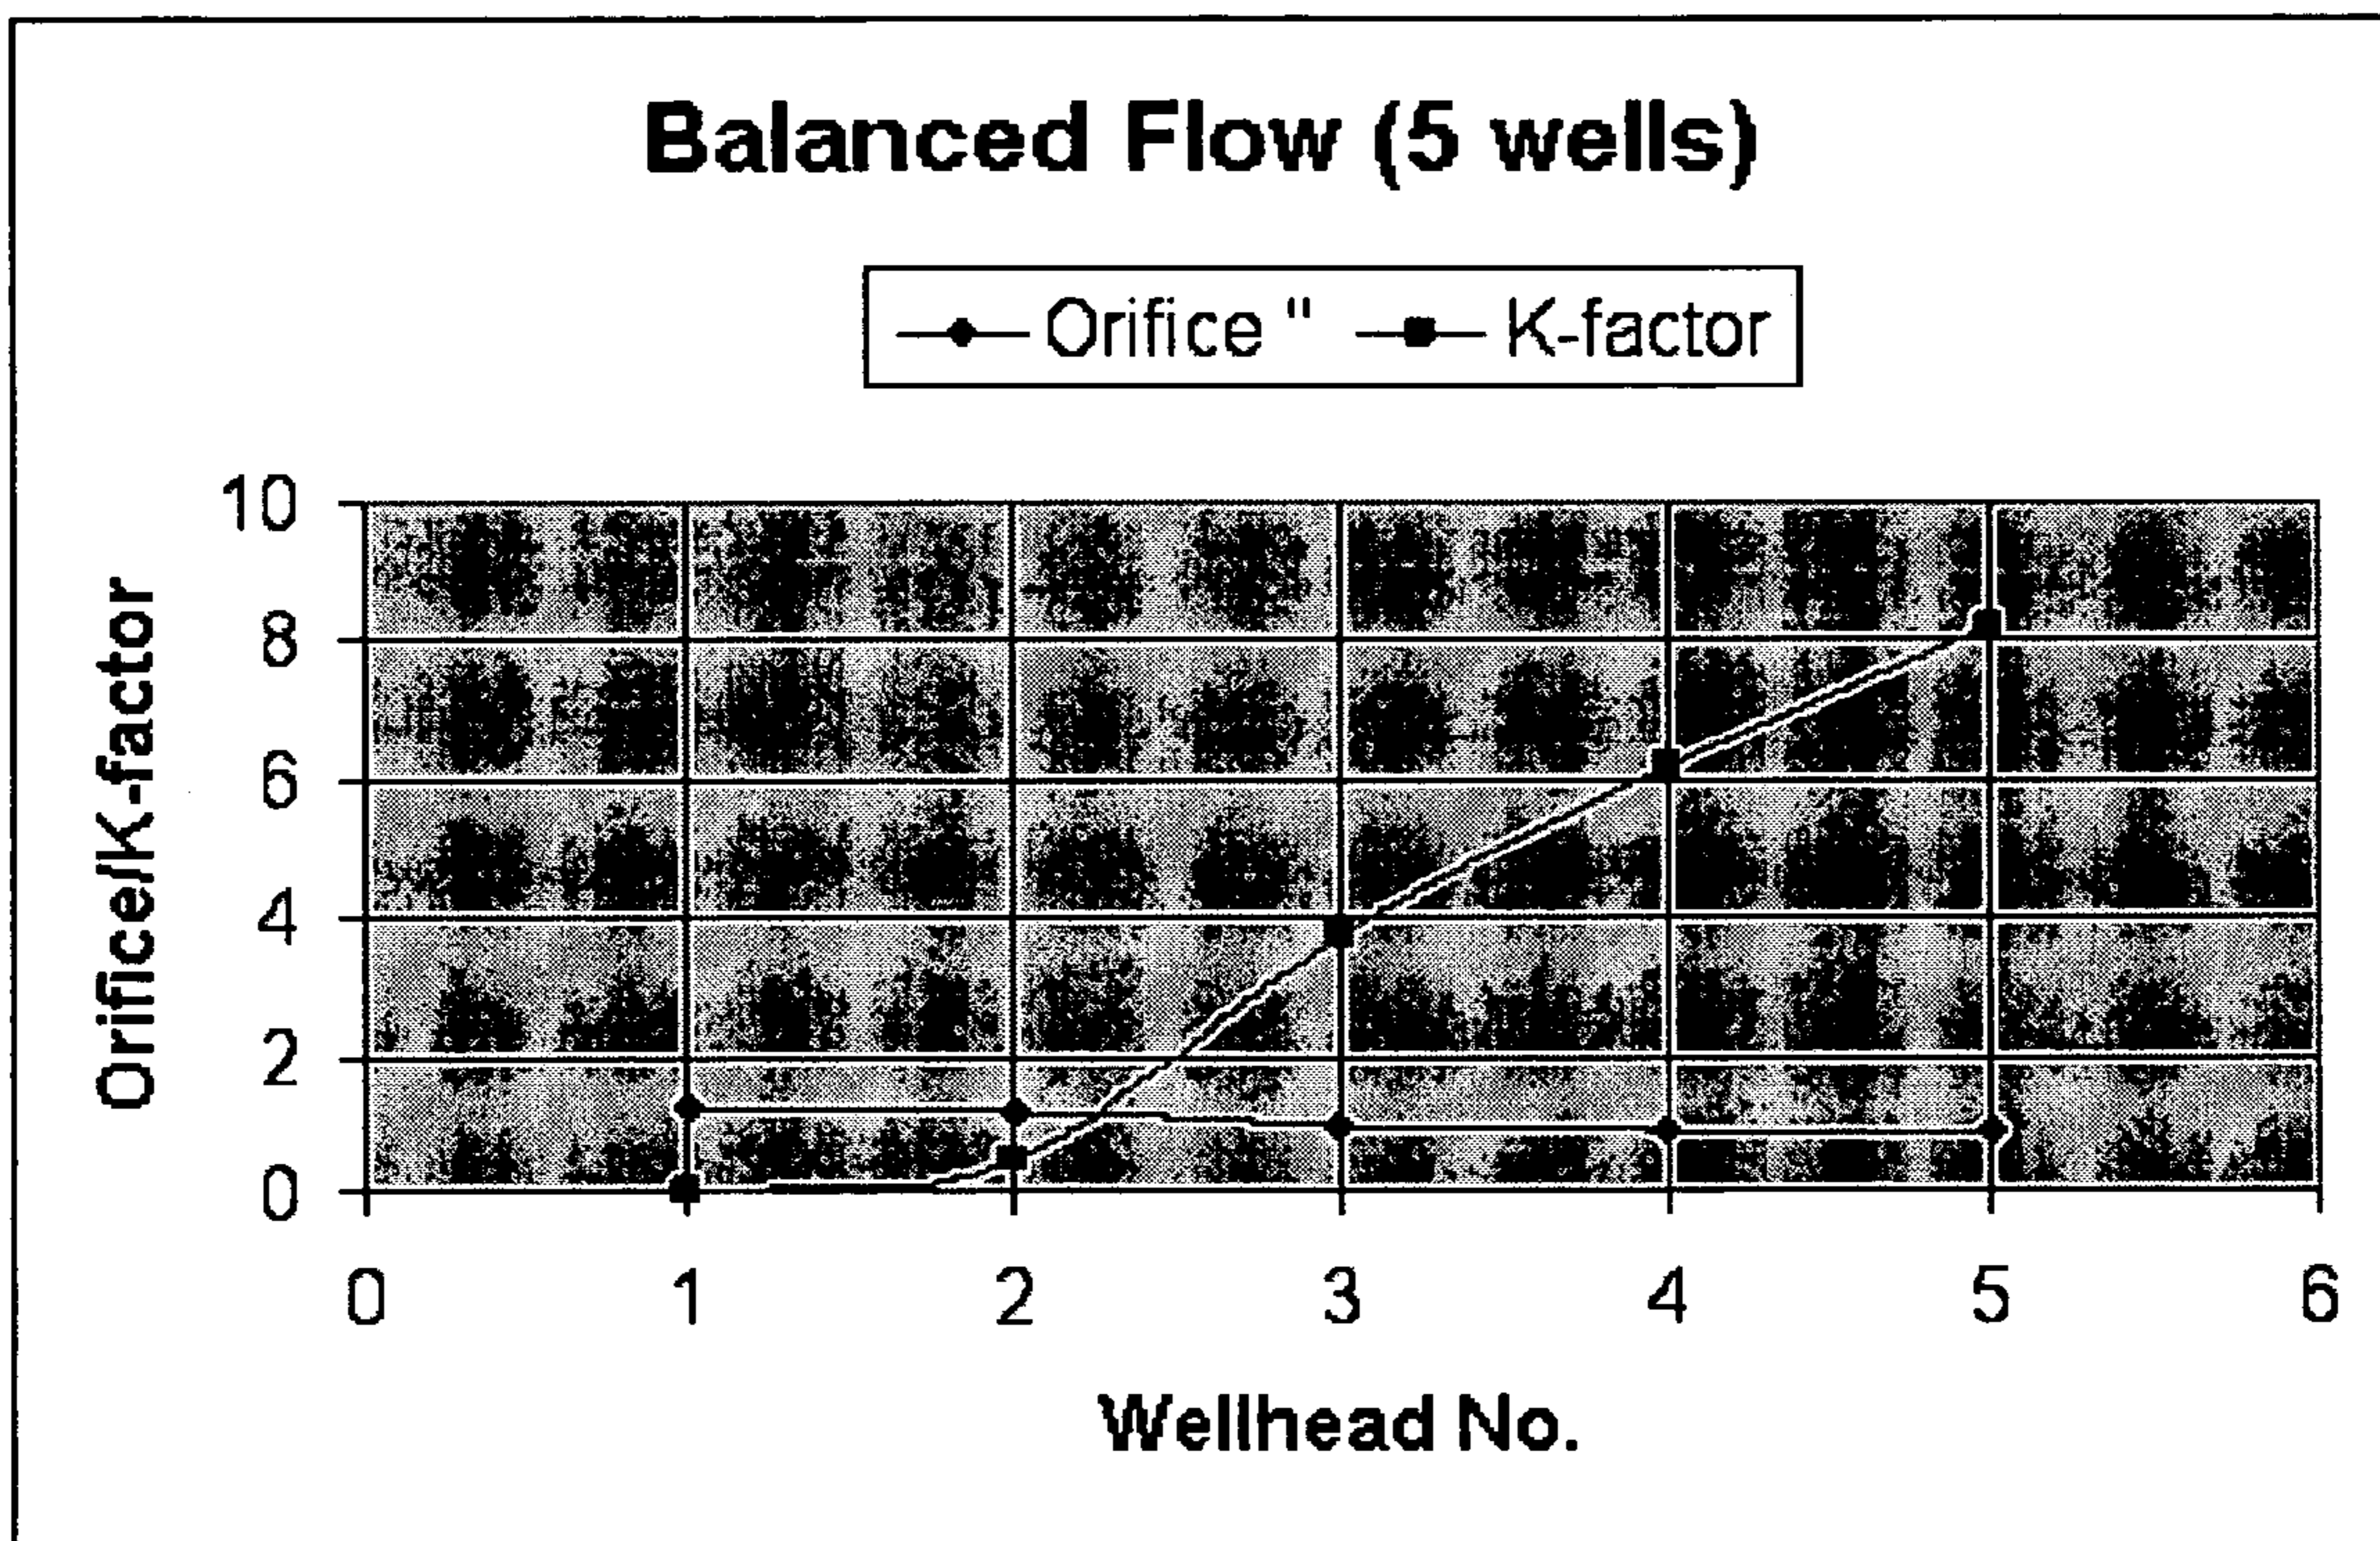 Balanced Flow (5 wells)
Orifice " K-factor
Orifice/K-factor
10
8
6
4
2
0
0 1 2 3 4 5 6
Wellhead No.